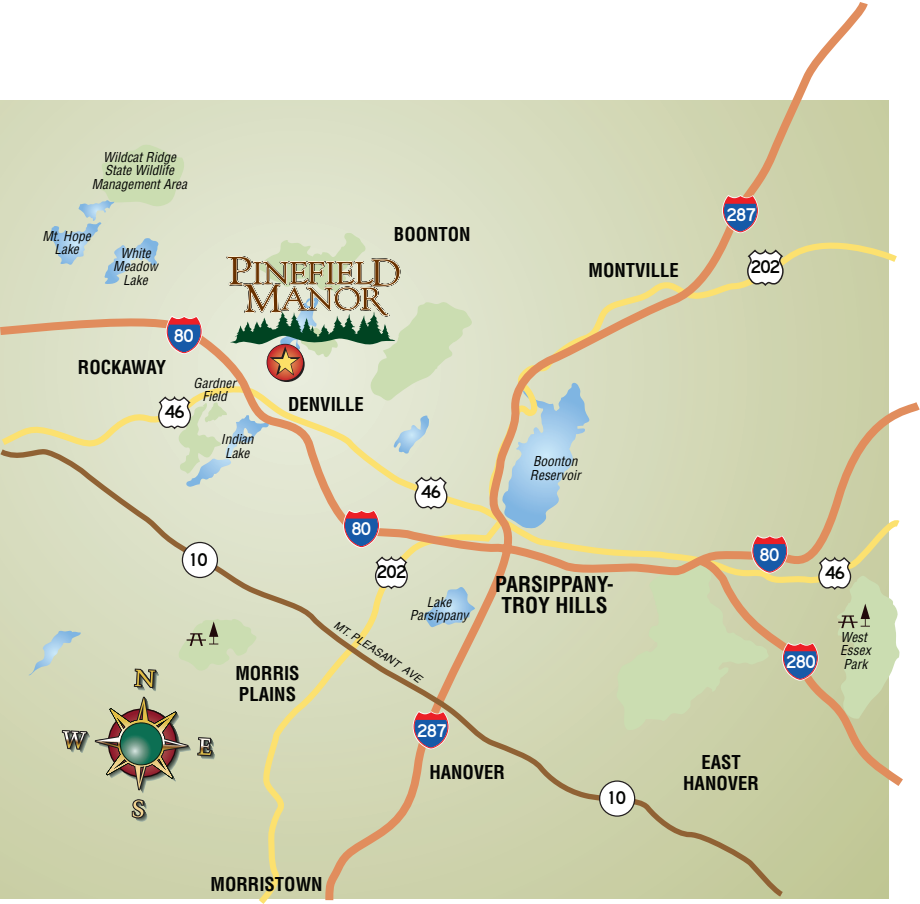 Wildcat Ridge
State Wildlife
Management Area
287
Mt. Hope
Lake
White
Meadow
Lake
BOONTON
MONTVILLE
202
PINEFIELD
MANOR
80
ROCKAWAY
Gardner
Field
46
DENVILLE
Indian
Lake
Boonton
Reservoir
46
80
10
202
80
46
PARSIPPANY-
TROY HILLS
Lake
Parsippany
MT. PLEASANT AVE
West
Essex
Park
280
MORRIS
PLAINS
N
W
E
S
287
HANOVER
EAST
HANOVER
10
MORRISTOWN